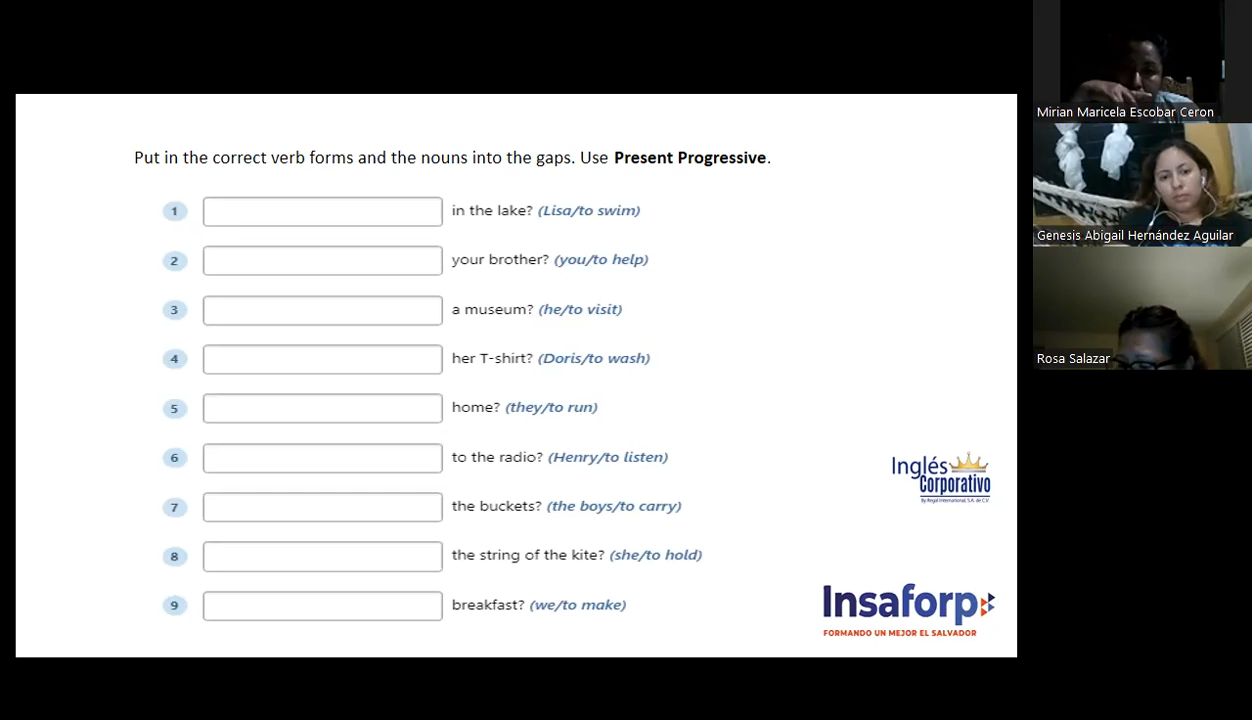 Put in the correct verb forms and the nouns into the gaps. Use Present Progressive.
1 in the lake? (Lisa/to swim)
2 your brother? (you/to help)
3 a museum? (he/to visit)
4 her T-shirt? (Doris/to wash)
5 home? (they/to run)
6 to the radio? (Henry/to listen)
7 the buckets? (the boys/to carry)
8 the string of the kite? (she/to hold)
9 breakfast? (we/to make)
Inglés
Corporativo
By Regal International, S.A. de C.V.
Insaforp
FORMANDO UN MEJOR EL SALVADOR
Mirian Maricela Escobar Ceron
Genesis Abigail Hernández Aguilar
Rosa Salazar